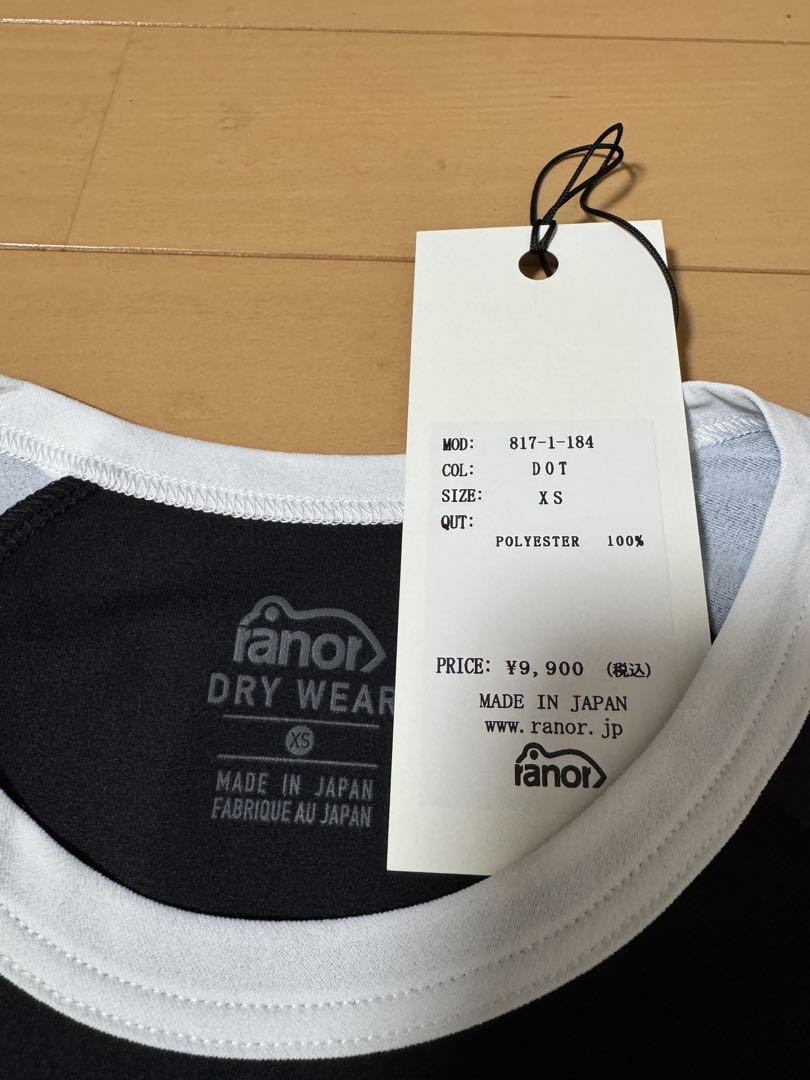 MOD: 817-1-184
COL: DOT
SIZE: XS
QUT:
POLYESTER 100%
PRICE: ¥9,900 (税込)
MADE IN JAPAN
www.ranor.jp
ranor
ranor
DRY WEAR
XS
MADE IN JAPAN
FABRIQUE AU JAPAN